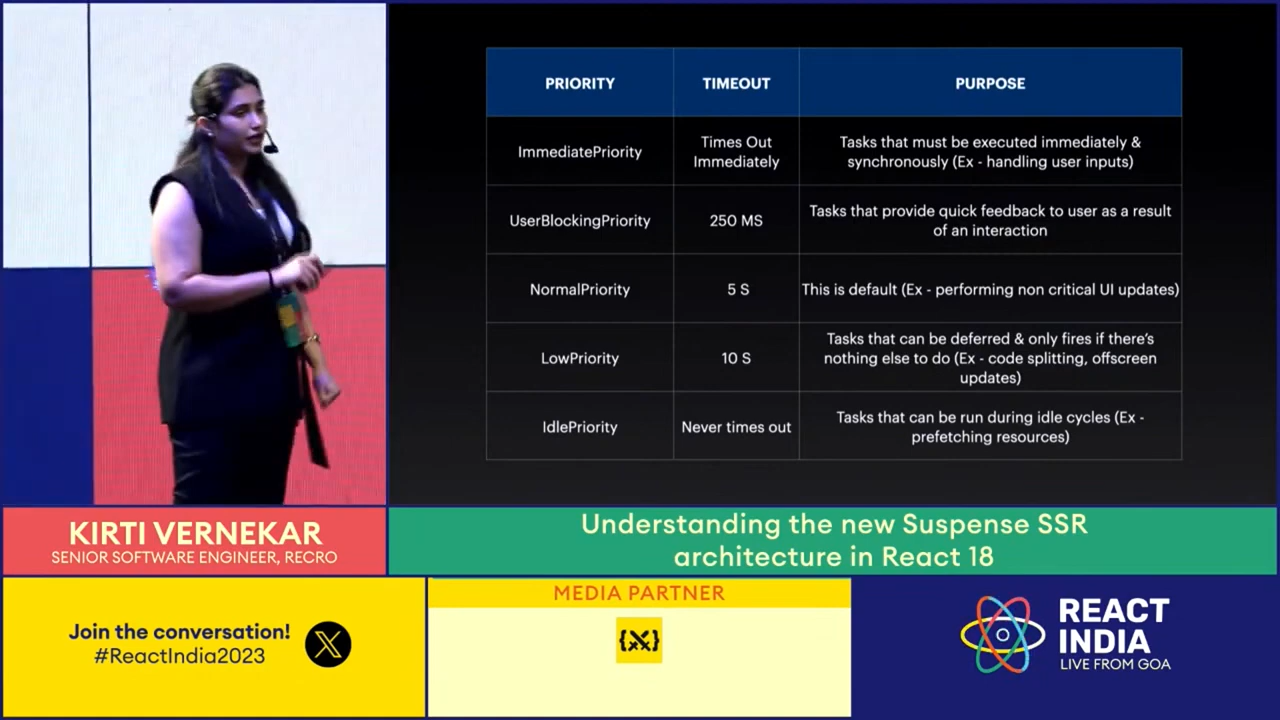 PRIORITY
TIMEOUT
PURPOSE
ImmediatePriority
Times Out
Immediately
Tasks that must be executed immediately &
synchronously (Ex - handling user inputs)
UserBlockingPriority
250 MS
Tasks that provide quick feedback to user as a result
of an interaction
NormalPriority
5 S
This is default (Ex - performing non critical UI updates)
LowPriority
10 S
Tasks that can be deferred & only fires if there's
nothing else to do (Ex - code splitting, offscreen
updates)
IdlePriority
Never times out
Tasks that can be run during idle cycles (Ex -
prefetching resources)
KIRTI VERNEKAR
SENIOR SOFTWARE ENGINEER, RECRO
Understanding the new Suspense SSR
architecture in React 18
Join the conversation!
#ReactIndia2023
MEDIA PARTNER
REACT
INDIA
LIVE FROM GOA